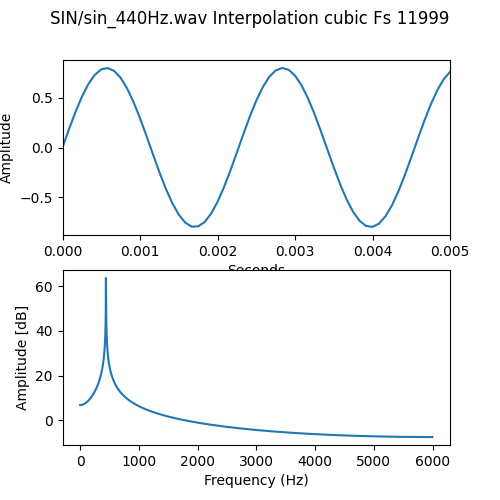 SIN/sin_440Hz.wav Interpolation cubic Fs 11999
Amplitude
0.5
0.0
−0.5
0.000 0.001 0.002 0.003 0.004 0.005
Seconds
Amplitude [dB]
60
40
20
0
0 1000 2000 3000 4000 5000 6000
Frequency (Hz)